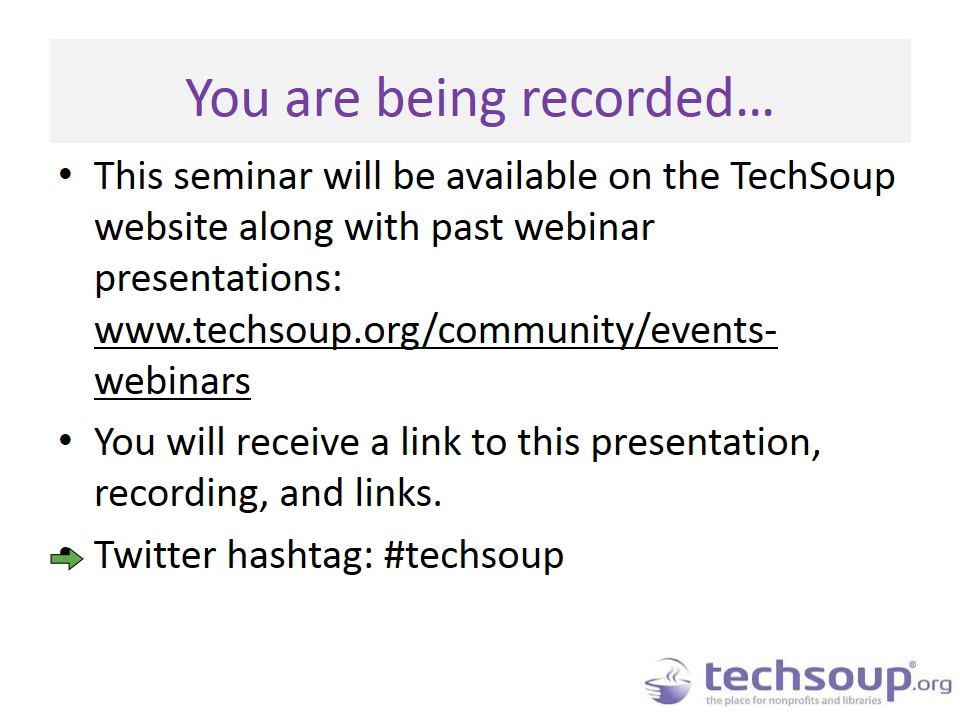 You are being recorded…
• This seminar will be available on the TechSoup
website along with past webinar
presentations:
www.techsoup.org/community/events-
webinars
• You will receive a link to this presentation,
recording, and links.
• Twitter hashtag: #techsoup
techsoup®.org
the place for nonprofits and libraries